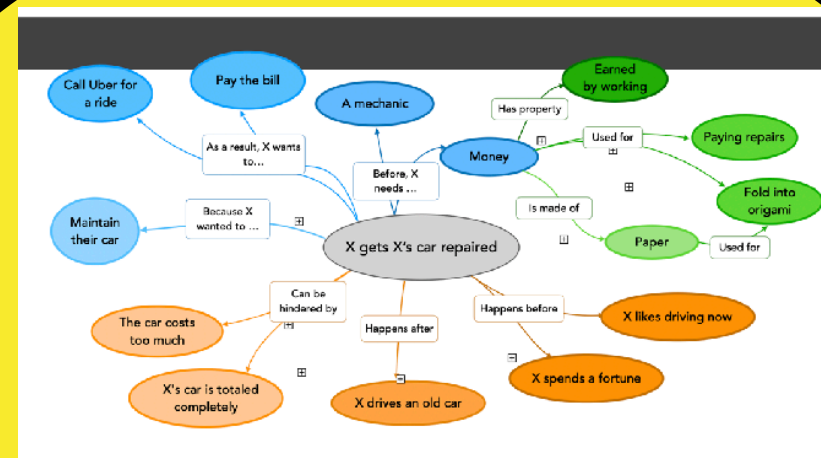 Call Uber for
a ride
Pay the bill
A mechanic
Earned
by working
Has property
As a result, X wants
to...
Before, X
needs ...
Money
Used for
Paying repairs
Maintain
their car
Because X
wanted to ...
Is made of
Fold into
origami
X gets X's car repaired
Paper
Used for
Can be
hindered by
The car costs
too much
Happens after
Happens before
X likes driving now
X's car is totaled
completely
X drives an old car
X spends a fortune